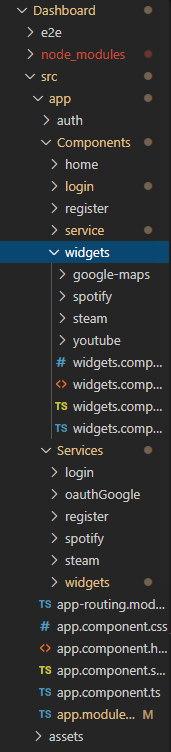 Dashboard
e2e
node_modules
src
app
auth
Components
home
login
register
service
widgets
google-maps
spotify
steam
youtube
# widgets.comp...
<> widgets.comp...
TS widgets.comp...
TS widgets.comp...
Services
login
oauthGoogle
register
spotify
steam
widgets
TS app-routing.mod...
# app.component.css
<> app.component.h...
TS app.component.s...
TS app.component.ts
TS app.module... M
assets